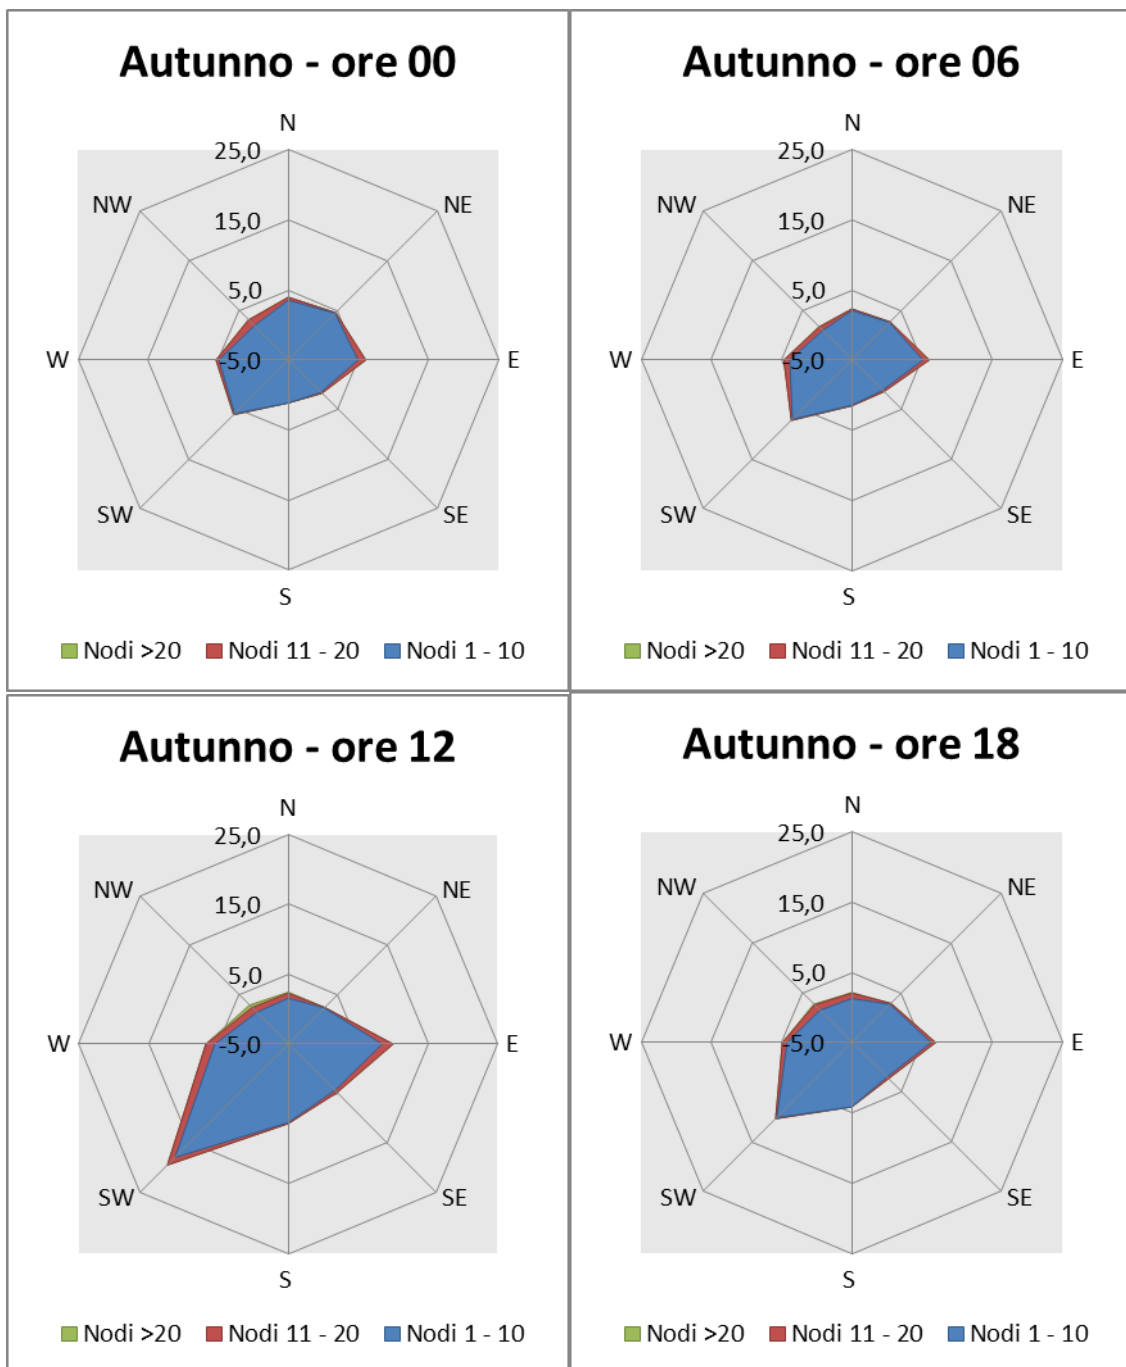 Autunno - ore 00
N
25,0
NW
NE
15,0
5,0
W
-5,0
E
SW
SE
S
Nodi >20 Nodi 11 - 20 Nodi 1 - 10
Autunno - ore 06
N
25,0
NW
NE
15,0
5,0
W
-5,0
E
SW
SE
S
Nodi >20 Nodi 11 - 20 Nodi 1 - 10
Autunno - ore 12
N
25,0
NW
NE
15,0
5,0
W
-5,0
E
SW
SE
S
Nodi >20 Nodi 11 - 20 Nodi 1 - 10
Autunno - ore 18
N
25,0
NW
NE
15,0
5,0
W
-5,0
E
SW
SE
S
Nodi >20 Nodi 11 - 20 Nodi 1 - 10